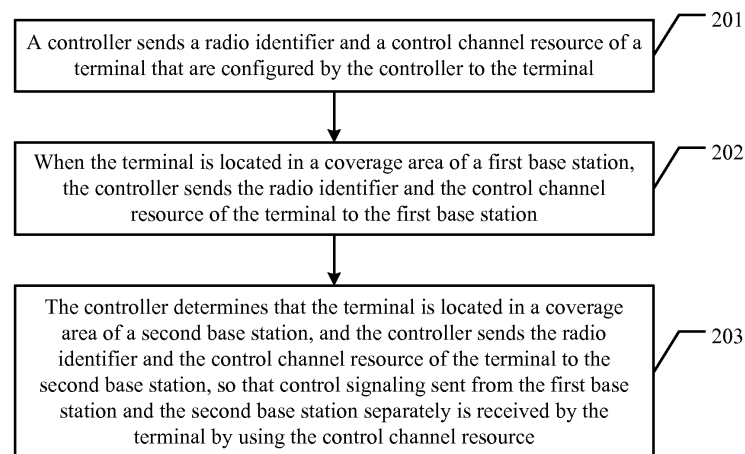 A controller sends a radio identifier and a control channel resource of a
terminal that are configured by the controller to the terminal
201
When the terminal is located in a coverage area of a first base station,
the controller sends the radio identifier and the control channel
resource of the terminal to the first base station
202
The controller determines that the terminal is located in a coverage
area of a second base station, and the controller sends the radio
identifier and the control channel resource of the terminal to the
second base station, so that control signaling sent from the first base
station and the second base station separately is received by the
terminal by using the control channel resource
203